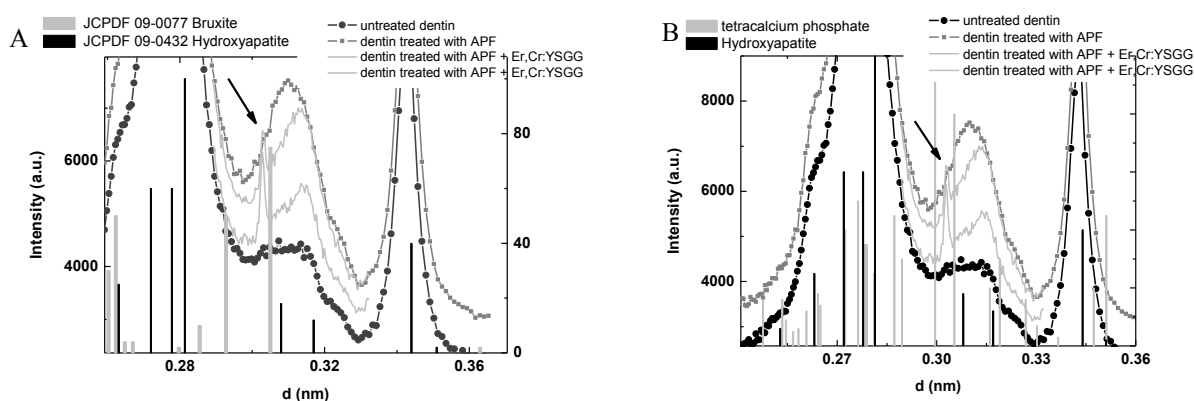 A
JCPDF 09-0077 Bruxite
JCPDF 09-0432 Hydroxyapatite
untreated dentin
dentin treated with APF
dentin treated with APF + Er,Cr:YSGG
dentin treated with APF + Er,Cr:YSGG
Intensity (a.u.)
6000
4000
80
40
0
0.28
0.32
0.36
d (nm)
B
tetracalcium phosphate
Hydroxyapatite
untreated dentin
dentin treated with APF
dentin treated with APF + Er,Cr:YSGG
dentin treated with APF + Er,Cr:YSGG
Intensity (a.u.)
8000
6000
4000
0.27
0.30
0.33
0.36
d (nm)